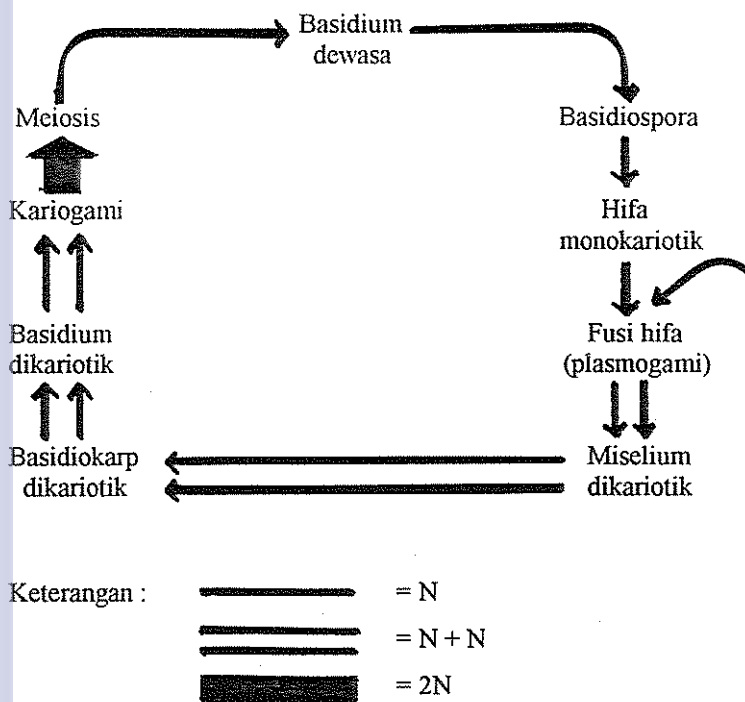 Basidium
dewasa
Meiosis
Basidiospora
Kariogami
Hifa
monokariotik
Basidium
dikariotik
Fusi hifa
(plasmogami)
Basidiokarp
dikariotik
Miselium
dikariotik
Keterangan :
= N
= N + N
= 2N